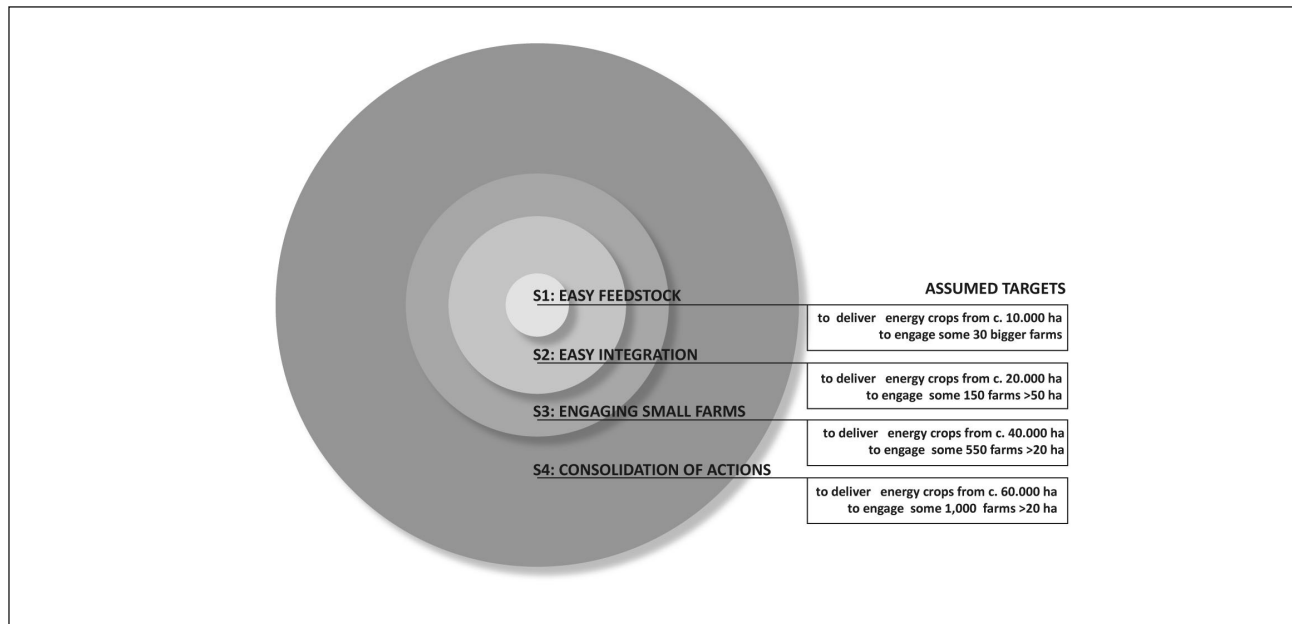 ASSUMED TARGETS
S1: EASY FEEDSTOCK
to deliver energy crops from c. 10.000 ha
to engage some 30 bigger farms
S2: EASY INTEGRATION
to deliver energy crops from c. 20.000 ha
to engage some 150 farms >50 ha
S3: ENGAGING SMALL FARMS
to deliver energy crops from c. 40.000 ha
to engage some 550 farms >20 ha
S4: CONSOLIDATION OF ACTIONS
to deliver energy crops from c. 60.000 ha
to engage some 1,000 farms >20 ha